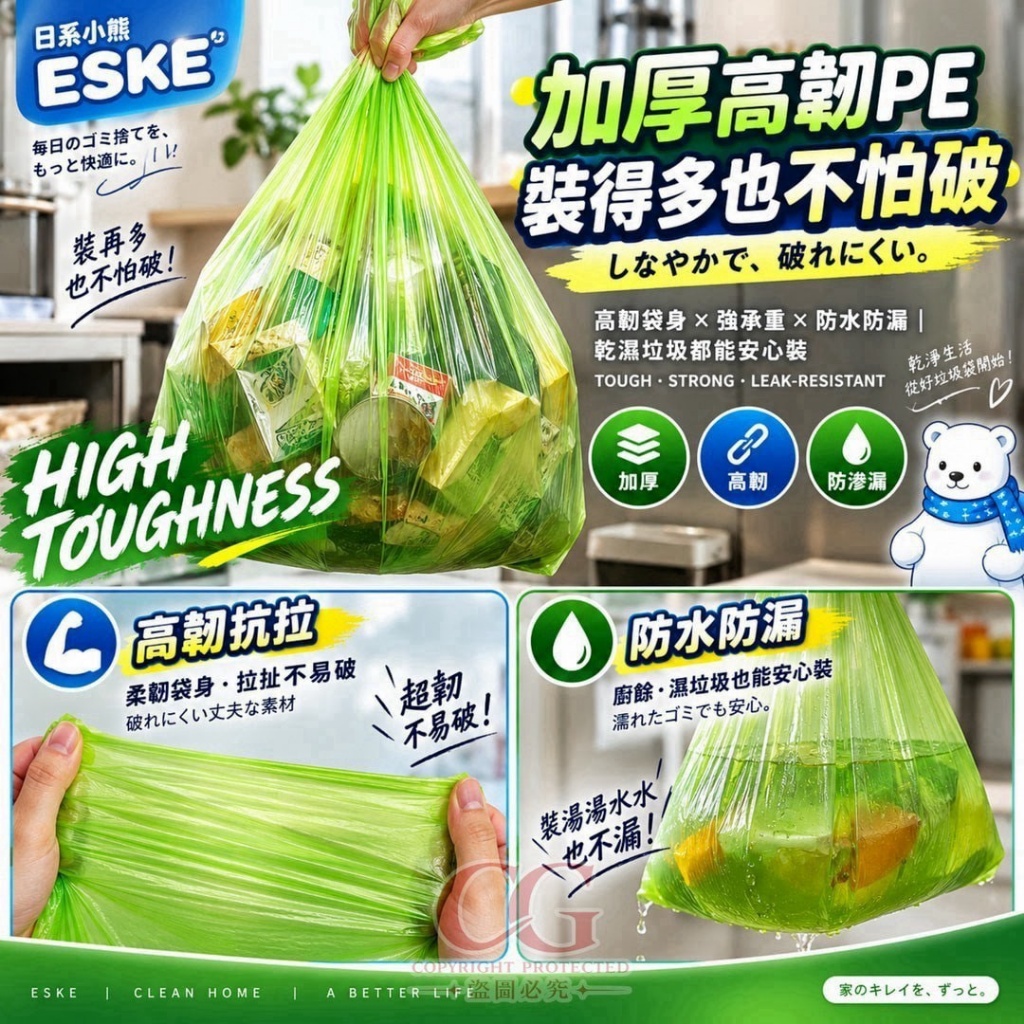 日系小熊
ESKE
毎日のゴミ捨てを、
もっと快適に。
裝再多
也不怕破!
加厚高韌PE
裝得多也不怕破
しなやかで、破れにくい。
高韌袋身 × 強承重 × 防水防漏 |
乾濕垃圾都能安心裝
TOUGH · STRONG · LEAK-RESISTANT
乾淨生活
從好垃圾袋開始!
加厚
高韌
防滲漏
HIGH
TOUGHNESS
高韌抗拉
柔韌袋身 · 拉扯不易破
破れにくい丈夫な素材
超韌
不易破!
防水防漏
廚餘 · 濕垃圾也能安心裝
濡れたゴミでも安心。
裝湯湯水水
也不漏!
CG
COPYRIGHT PROTECTED
盜圖必究
ESKE | CLEAN HOME | A BETTER LIFE
家のキレイを、ずっと。